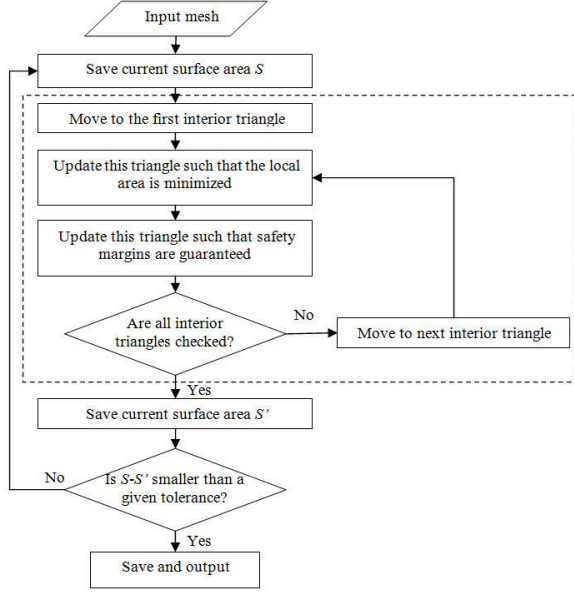 Input mesh
Save current surface area S
Move to the first interior triangle
Update this triangle such that the local
area is minimized
Update this triangle such that safety
margins are guaranteed
Are all interior
triangles checked?
No
Move to next interior triangle
Yes
Save current surface area S'
No
Is S-S' smaller than a
given tolerance?
Yes
Save and output